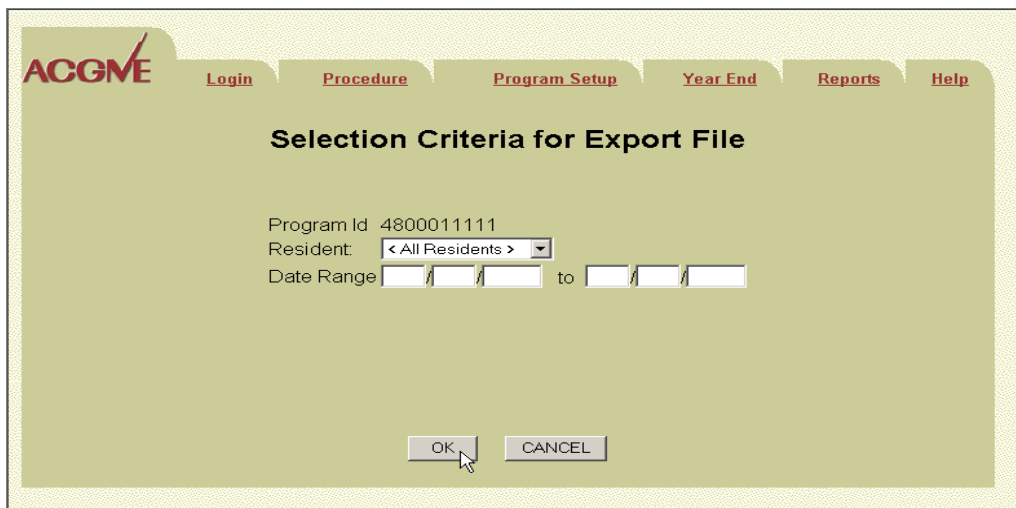 ACGME
Login Procedure Program Setup Year End Reports Help
Selection Criteria for Export File
Program Id 4800011111
Resident: < All Residents >
Date Range / / to / /
OK CANCEL